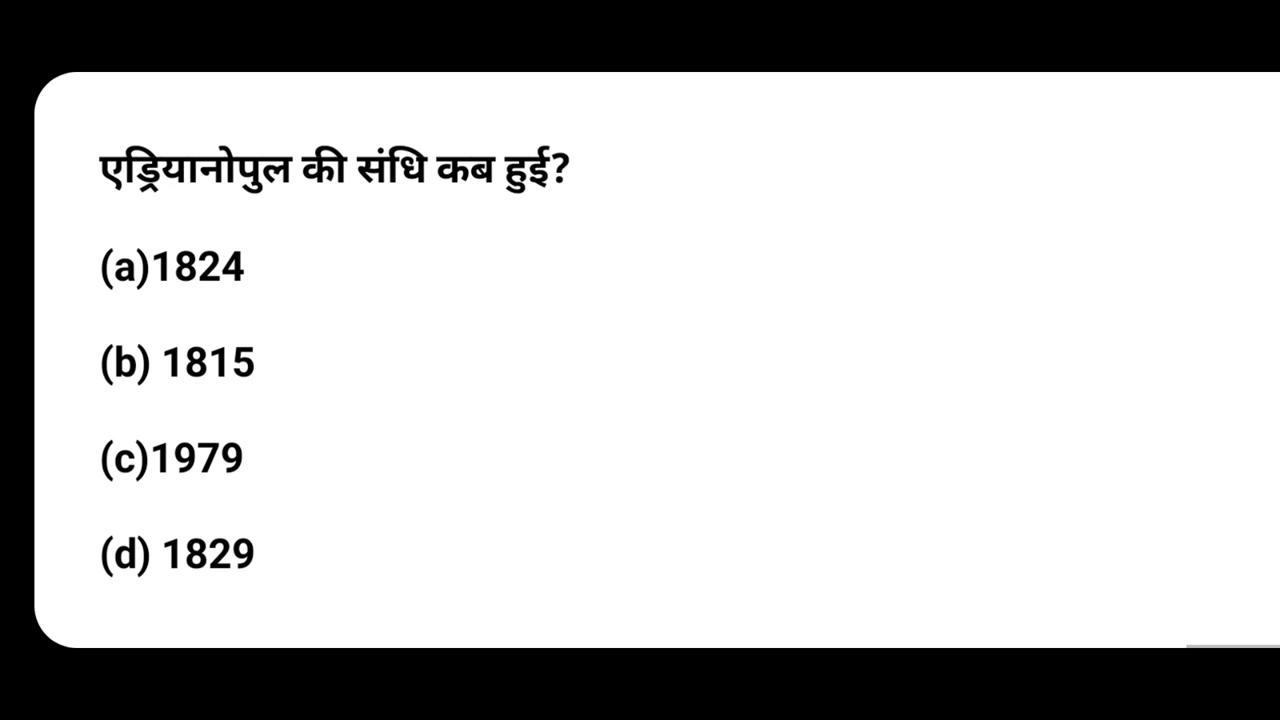 एड्रियानोपुल की संधि कब हुई?
(a)1824
(b) 1815
(c)1979
(d) 1829